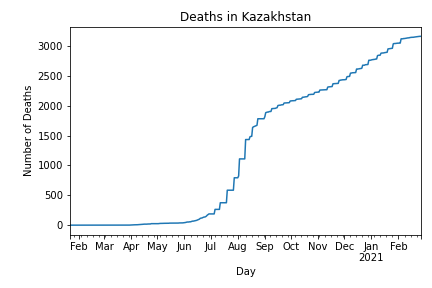 Deaths in Kazakhstan
Number of Deaths
3000
2500
2000
1500
1000
500
0
Feb Mar Apr May Jun Jul Aug Sep Oct Nov Dec Jan Feb
2021
Day